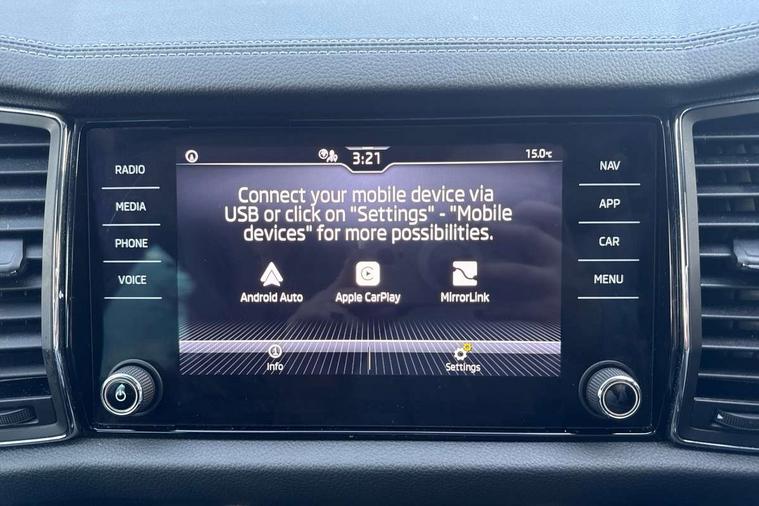 3:21
15.0°C
RADIO
MEDIA
PHONE
VOICE
Connect your mobile device via
USB or click on "Settings" - "Mobile
devices" for more possibilities.
Android Auto
Apple CarPlay
MirrorLink
Info
Settings
NAV
APP
CAR
MENU